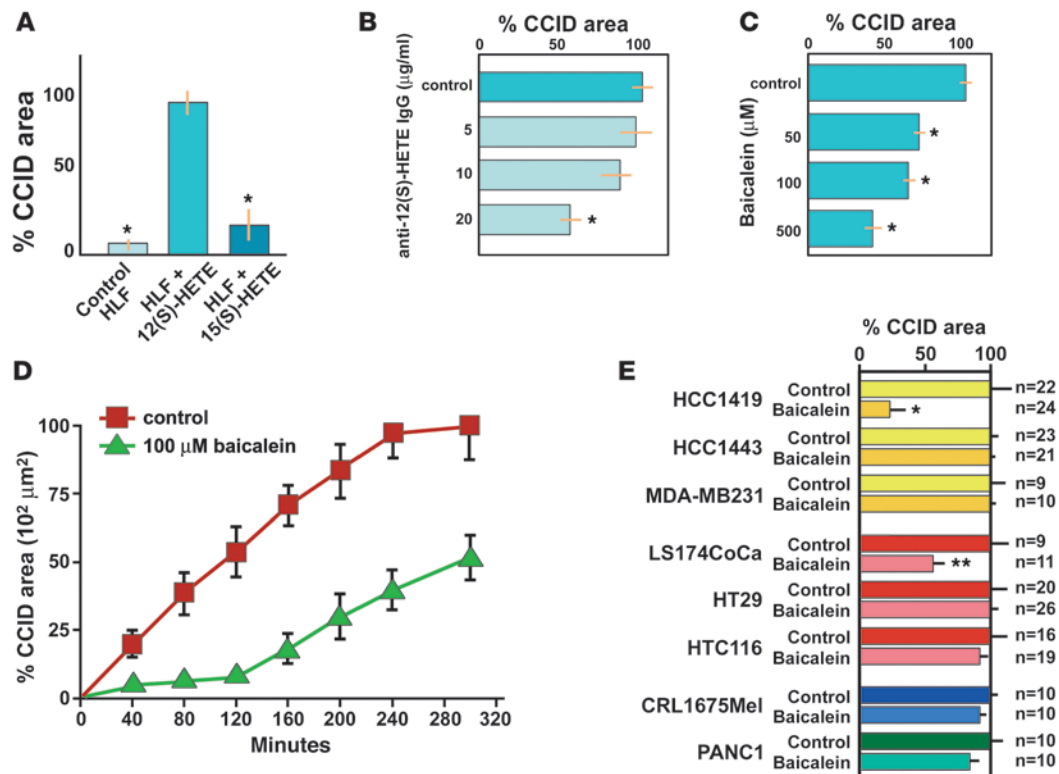 A
% CCID area
100
50
0
*
*
Control
HLF
HLF +
12(S)-HETE
HLF +
15(S)-HETE
B
% CCID area
0 50 100
anti-12(S)-HETE IgG (μg/ml)
control
5
10
20
*
C
% CCID area
0 50 100
Baicalein (μM)
control
50 *
100 *
500 *
D
% CCID area (10² μm²)
control
100 μM baicalein
100
75
50
25
0
0 40 80 120 160 200 240 280 320
Minutes
E
% CCID area
0 50 100
HCC1419
Control n=22
Baicalein * n=24
HCC1443
Control n=23
Baicalein n=21
MDA-MB231
Control n=9
Baicalein n=10
LS174CoCa
Control n=9
Baicalein ** n=11
HT29
Control n=20
Baicalein n=26
HTC116
Control n=16
Baicalein n=19
CRL1675Mel
Control n=10
Baicalein n=10
PANC1
Control n=10
Baicalein n=10